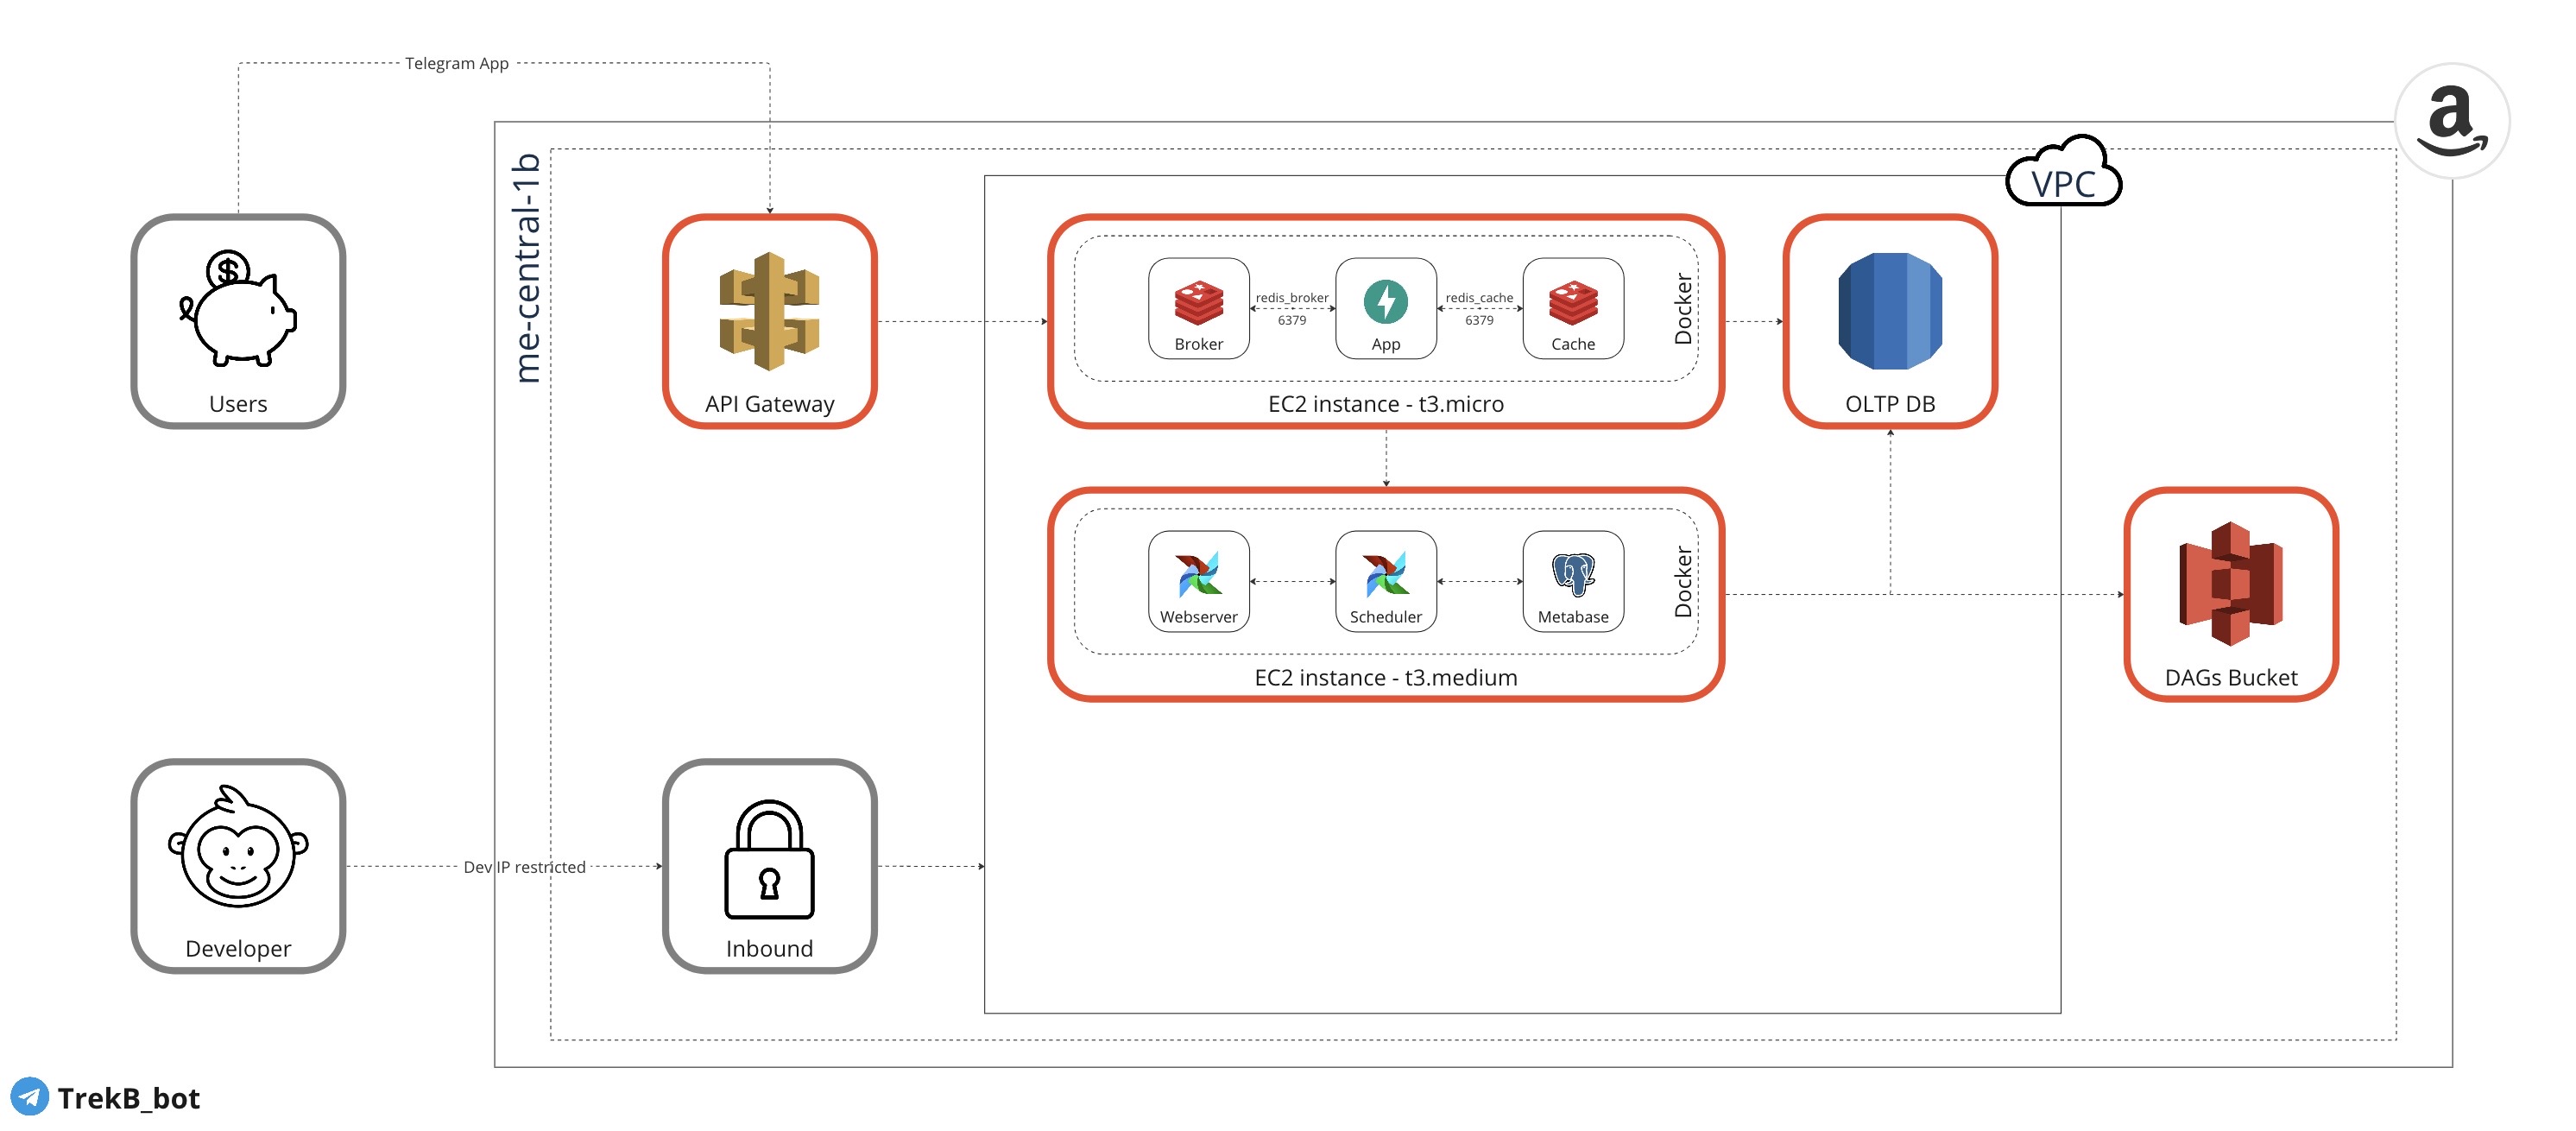 Telegram App
a
me-central-1b
VPC
Users
API Gateway
Broker
redis_broker
6379
App
redis_cache
6379
Cache
Docker
EC2 instance - t3.micro
OLTP DB
Webserver
Scheduler
Metabase
Docker
EC2 instance - t3.medium
DAGs Bucket
Developer
Dev IP restricted
Inbound
TrekB_bot